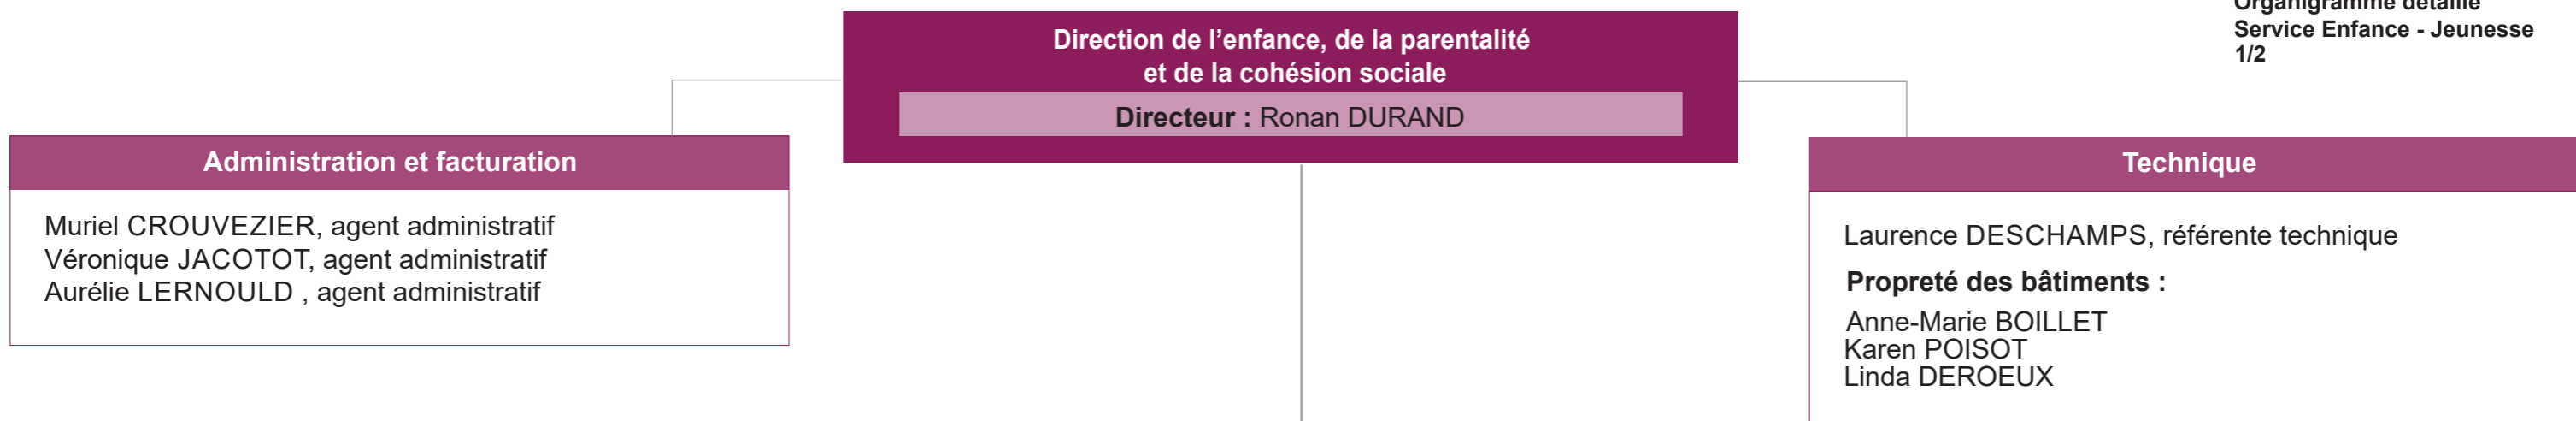 Organigramme détaillé
Service Enfance - Jeunesse
1/2
Direction de l’enfance, de la parentalité
et de la cohésion sociale
Directeur : Ronan DURAND
Administration et facturation
Muriel CROUVEZIER, agent administratif
Véronique JACOTOT, agent administratif
Aurélie LERNOULD , agent administratif
Technique
Laurence DESCHAMPS, référente technique
Propreté des bâtiments :
Anne-Marie BOILLET
Karen POISOT
Linda DEROEUX